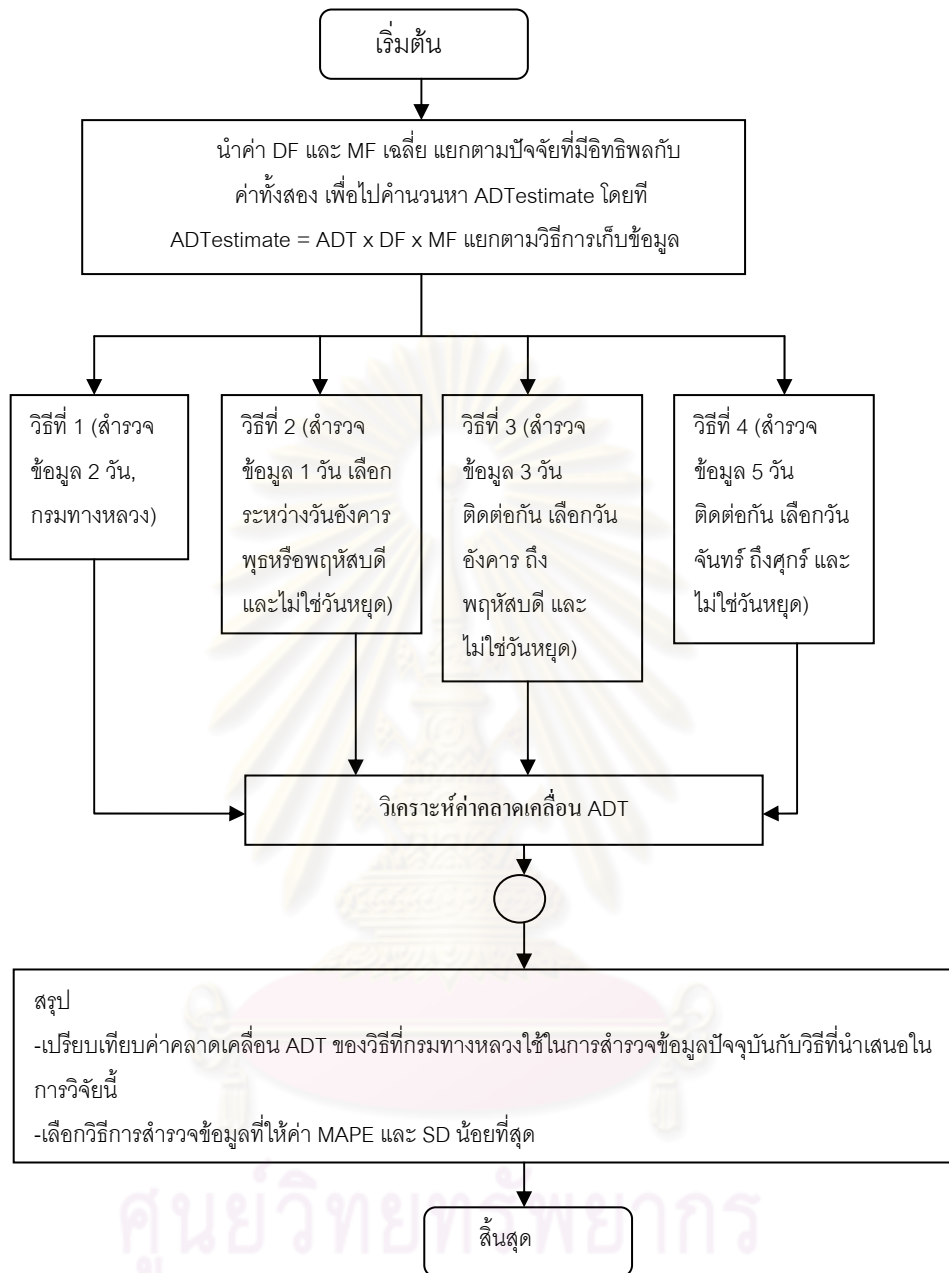 เริ่มต้น
นำค่า DF และ MF เฉลี่ย แยกตามปัจจัยที่มีอิทธิพลกับ
ค่าทั้งสอง เพื่อไปคำนวนหา ADTestimate โดยที
ADTestimate = ADT x DF x MF แยกตามวิธีการเก็บข้อมูล
วิธีที่ 1 (สำรวจ
ข้อมูล 2 วัน,
กรมทางหลวง)
วิธีที่ 2 (สำรวจ
ข้อมูล 1 วัน เลือก
ระหว่างวันอังคาร
พุธหรือพฤหัสบดี
และไม่ใช่วันหยุด)
วิธีที่ 3 (สำรวจ
ข้อมูล 3 วัน
ติดต่อกัน เลือกวัน
อังคาร ถึง
พฤหัสบดี และ
ไม่ใช่วันหยุด)
วิธีที่ 4 (สำรวจ
ข้อมูล 5 วัน
ติดต่อกัน เลือกวัน
จันทร์ ถึงศุกร์ และ
ไม่ใช่วันหยุด)
วิเคราะห์ค่าคลาดเคลื่อน ADT
สรุป
-เปรียบเทียบค่าคลาดเคลื่อน ADT ของวิธีที่กรมทางหลวงใช้ในการสำรวจข้อมูลปัจจุบันกับวิธีที่นำเสนอใน
การวิจัยนี้
-เลือกวิธีการสำรวจข้อมูลที่ให้ค่า MAPE และ SD น้อยที่สุด
ศูนย์วิทยทรัพยากร
สิ้นสุด